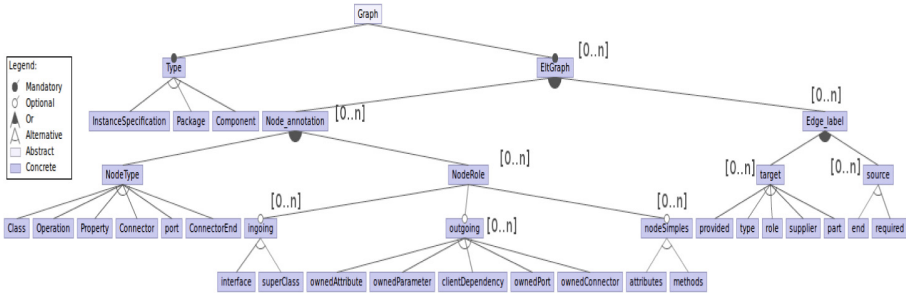 Graph
[0..n]
Type
EltGraph
Legend:
Mandatory
Optional
Or
Alternative
Abstract
Concrete
[0..n]
[0..n]
InstanceSpecification Package Component Node_annotation Edge_label
[0..n]
[0..n] [0..n]
NodeType NodeRole target source
[0..n] [0..n]
Class Operation Property Connector port ConnectorEnd ingoing outgoing [0..n] nodeSimples provided type role supplier part end required
interface superClass ownedAttribute ownedParameter clientDependency ownedPort ownedConnector attributes methods